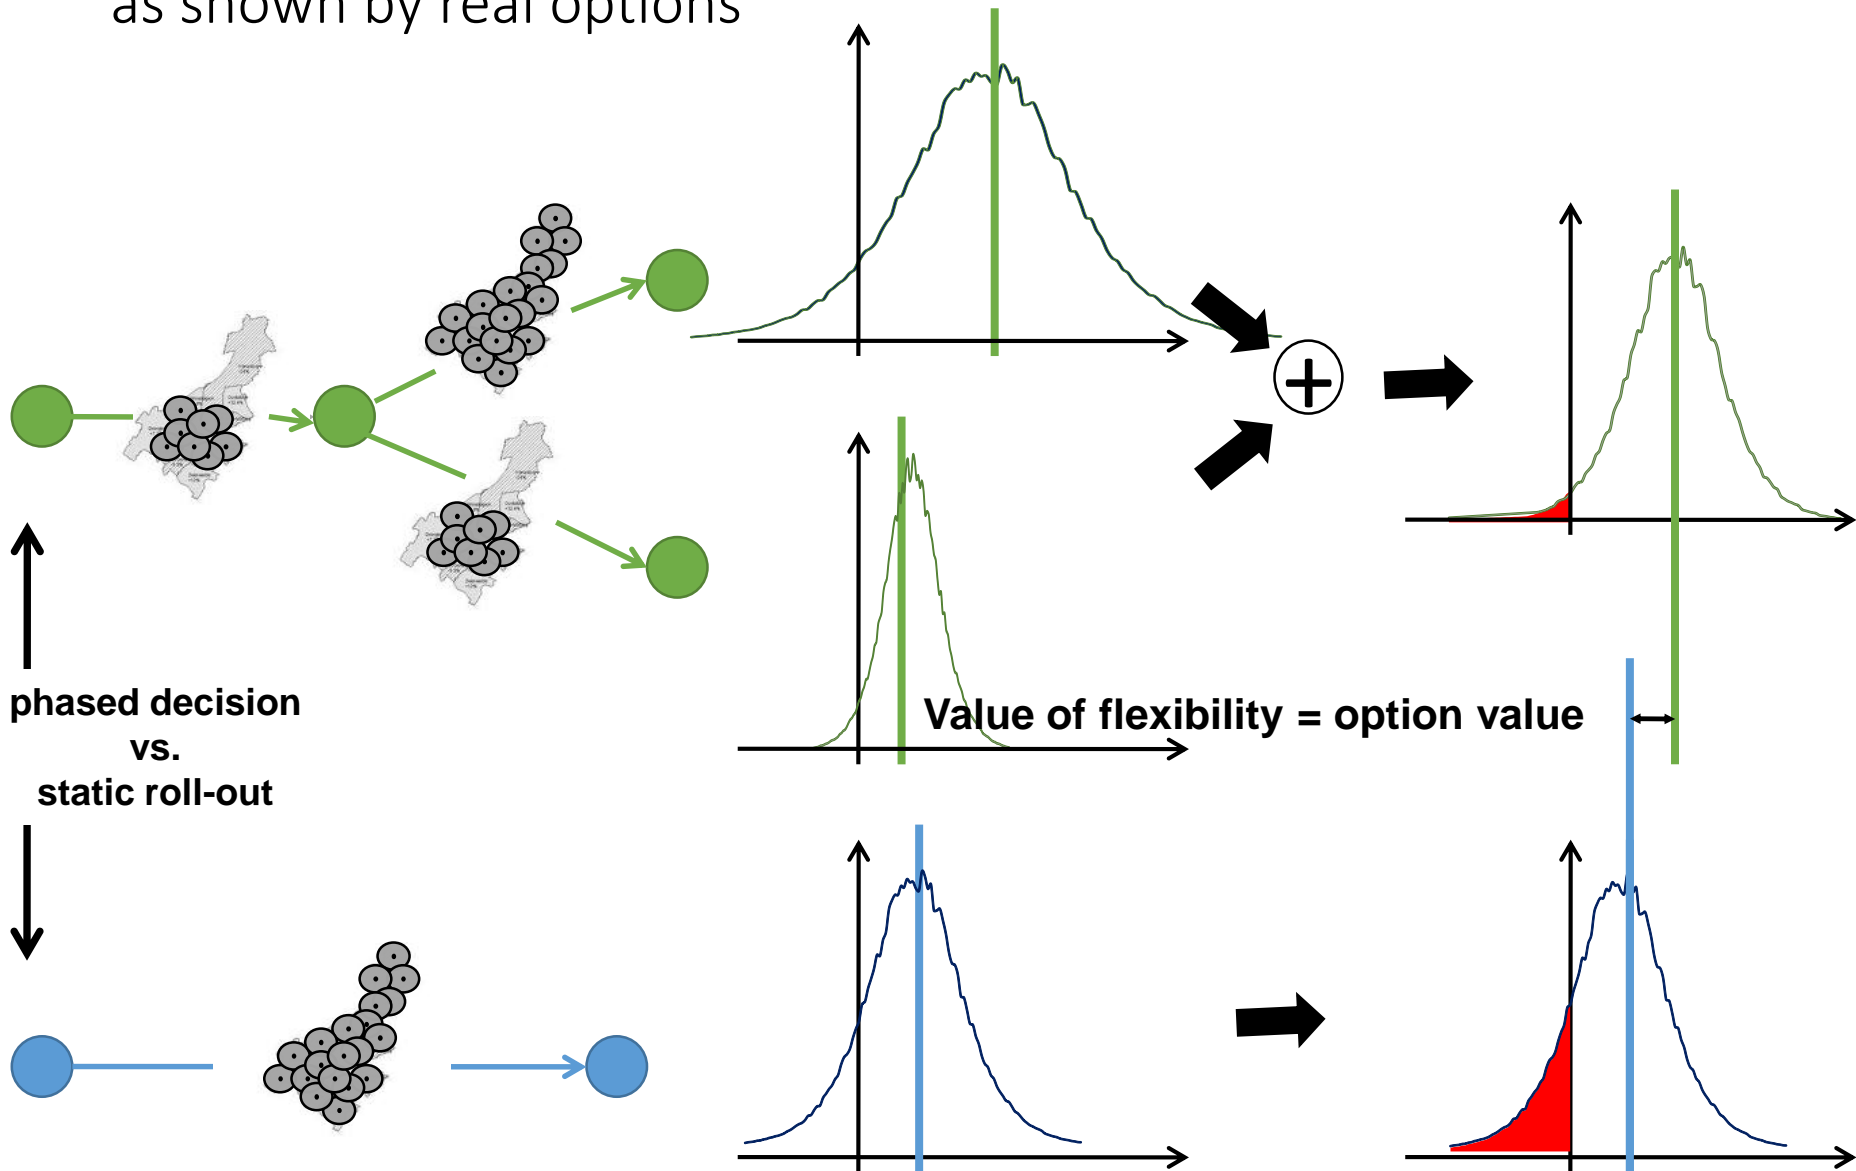 as shown by real options
phased decision
vs.
static roll-out
Value of flexibility = option value